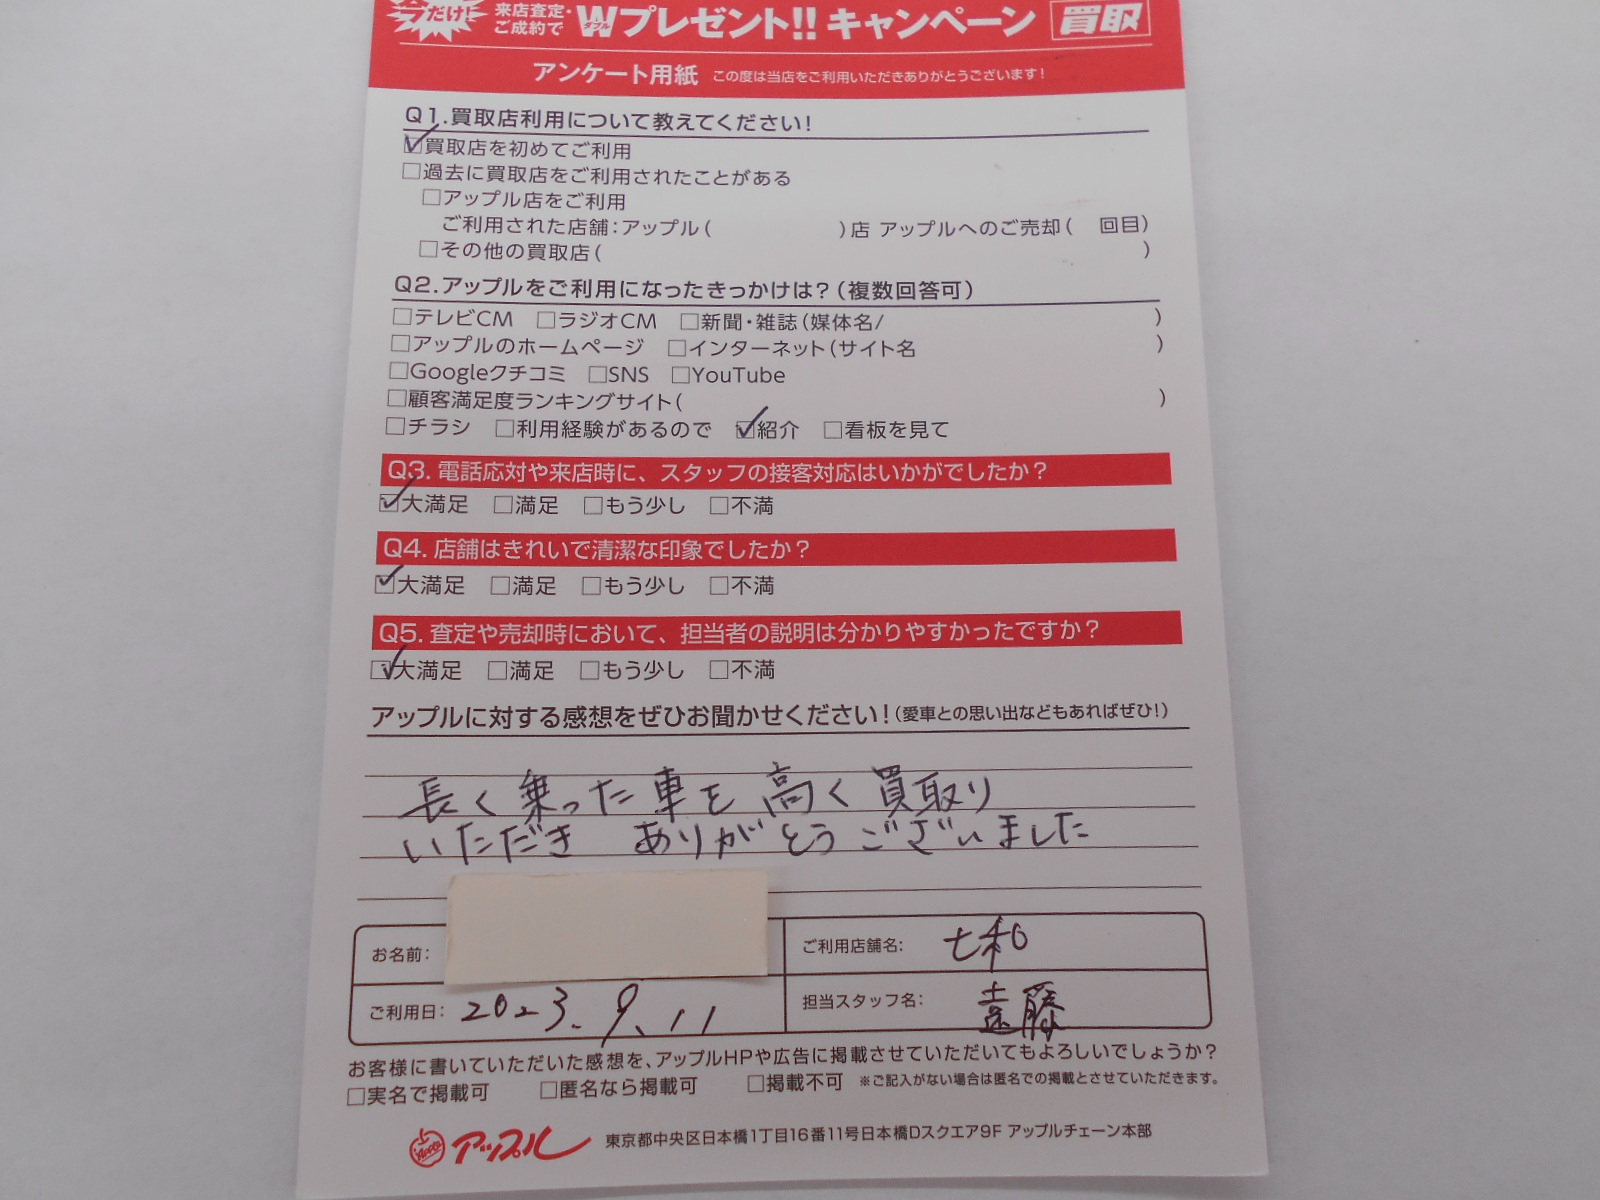 今だけ! 来店査定・ご成約で Wダブルプレゼント!! キャンペーン 買取
アンケート用紙 この度は当店をご利用いただきありがとうございます!
Q1.買取店利用について教えてください!
☑買取店を初めてご利用
□過去に買取店をご利用されたことがある
□アップル店をご利用
ご利用された店舗:アップル( )店 アップルへのご売却( 回目)
□その他の買取店( )
Q2.アップルをご利用になったきっかけは?(複数回答可)
□テレビCM □ラジオCM □新聞・雑誌(媒体名/ )
□アップルのホームページ □インターネット(サイト名 )
□Googleクチコミ □SNS □YouTube
□顧客満足度ランキングサイト( )
□チラシ □利用経験があるので ☑紹介 □看板を見て
Q3. 電話応対や来店時に、スタッフの接客対応はいかがでしたか?
☑大満足 □満足 □もう少し □不満
Q4. 店舗はきれいで清潔な印象でしたか?
☑大満足 □満足 □もう少し □不満
Q5. 査定や売却時において、担当者の説明は分かりやすかったですか?
☑大満足 □満足 □もう少し □不満
アップルに対する感想をぜひお聞かせください!(愛車との思い出などもあればぜひ!)
長く乗った車を高く買取り
いただき ありがとうございました
お名前: ご利用店舗名: 七和
ご利用日: 2023.9.11 担当スタッフ名: 遠藤
お客様に書いていただいた感想を、アップルHPや広告に掲載させていただいてもよろしいでしょうか?
□実名で掲載可 □匿名なら掲載可 □掲載不可 ※ご記入がない場合は匿名での掲載とさせていただきます。
アップル 東京都中央区日本橋1丁目16番11号日本橋Dスクエア9F アップルチェーン本部